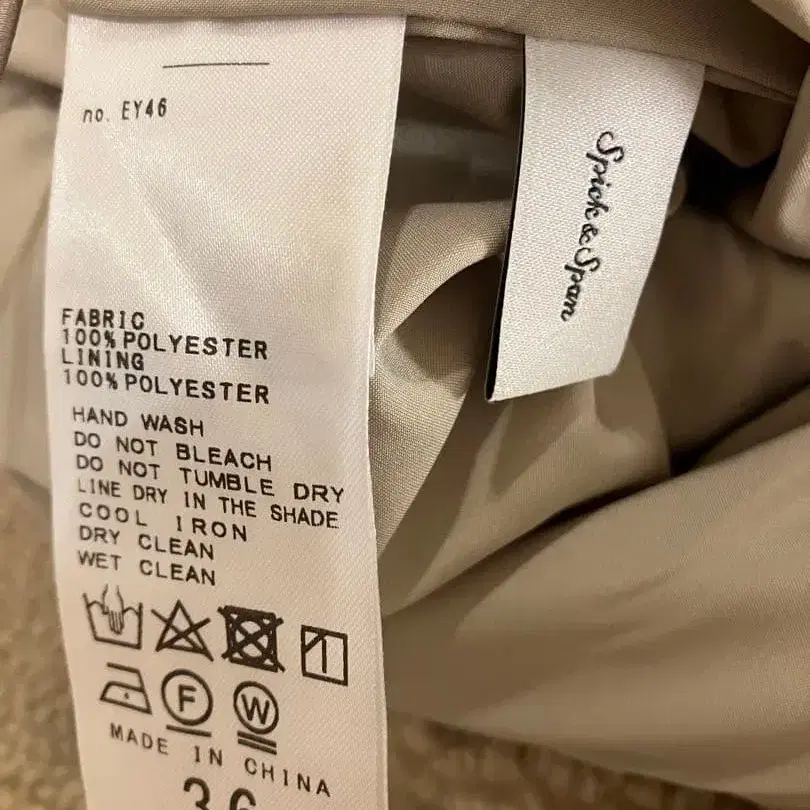 no. EY46
FABRIC
100% POLYESTER
LINING
100% POLYESTER
HAND WASH
DO NOT BLEACH
DO NOT TUMBLE DRY
LINE DRY IN THE SHADE
COOL IRON
DRY CLEAN
WET CLEAN
F W
MADE IN CHINA
36
Spick & Span